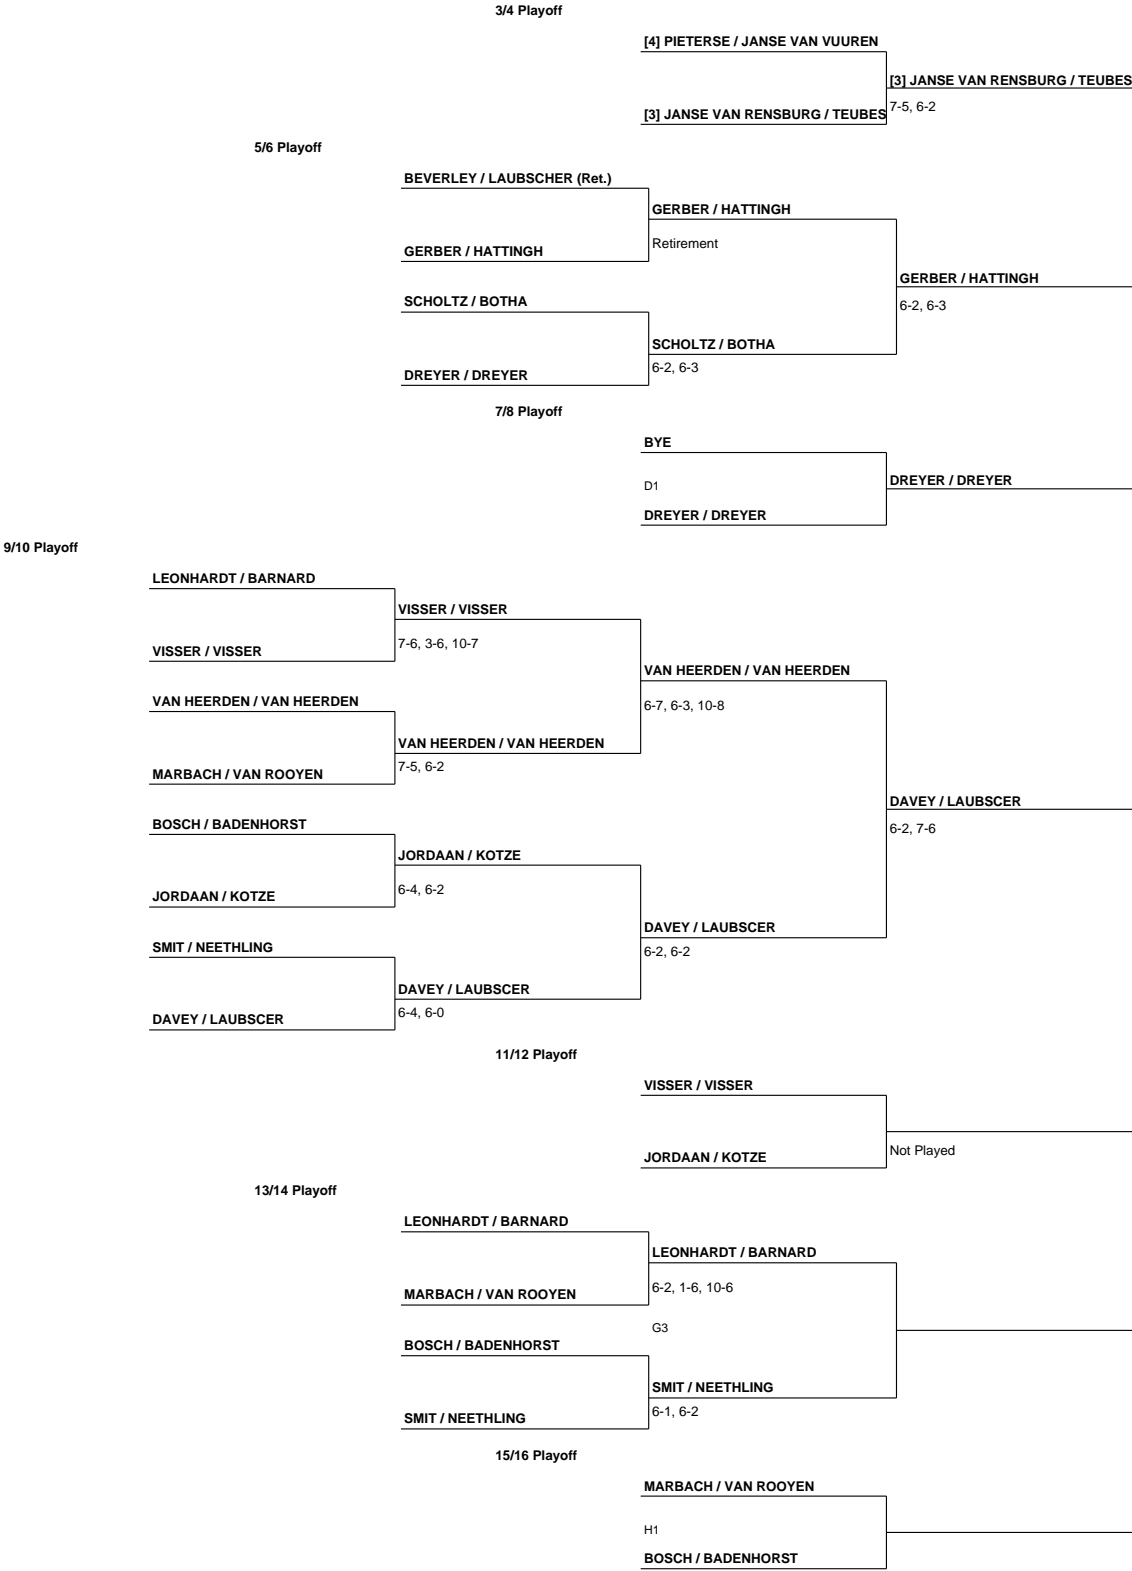 3/4 Playoff
[4] PIETERSE / JANSE VAN VUUREN
[3] JANSE VAN RENSBURG / TEUBES
[3] JANSE VAN RENSBURG / TEUBES
7-5, 6-2
5/6 Playoff
BEVERLEY / LAUBSCHER (Ret.)
GERBER / HATTINGH
GERBER / HATTINGH
Retirement
GERBER / HATTINGH
6-2, 6-3
SCHOLTZ / BOTHA
SCHOLTZ / BOTHA
6-2, 6-3
DREYER / DREYER
7/8 Playoff
BYE
D1
DREYER / DREYER
DREYER / DREYER
9/10 Playoff
LEONHARDT / BARNARD
VISSER / VISSER
7-6, 3-6, 10-7
VISSER / VISSER
VAN HEERDEN / VAN HEERDEN
6-7, 6-3, 10-8
VAN HEERDEN / VAN HEERDEN
VAN HEERDEN / VAN HEERDEN
7-5, 6-2
MARBACH / VAN ROOYEN
DAVEY / LAUBSCER
6-2, 7-6
BOSCH / BADENHORST
JORDAAN / KOTZE
6-4, 6-2
JORDAAN / KOTZE
DAVEY / LAUBSCER
6-2, 6-2
SMIT / NEETHLING
DAVEY / LAUBSCER
6-4, 6-0
DAVEY / LAUBSCER
11/12 Playoff
VISSER / VISSER
Not Played
JORDAAN / KOTZE
13/14 Playoff
LEONHARDT / BARNARD
LEONHARDT / BARNARD
6-2, 1-6, 10-6
MARBACH / VAN ROOYEN
G3
BOSCH / BADENHORST
SMIT / NEETHLING
6-1, 6-2
SMIT / NEETHLING
15/16 Playoff
MARBACH / VAN ROOYEN
H1
BOSCH / BADENHORST